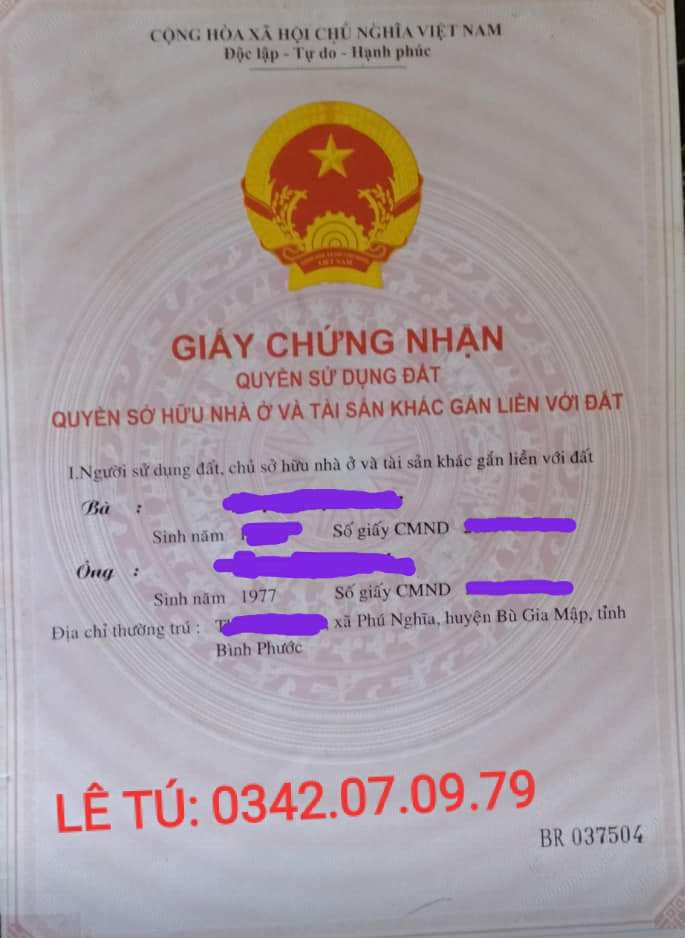 CỘNG HÒA XÃ HỘI CHỦ NGHĨA VIỆT NAM
Độc lập - Tự do - Hạnh phúc
VIỆT NAM
GIẤY CHỨNG NHẬN
QUYỀN SỬ DỤNG ĐẤT
QUYỀN SỞ HỮU NHÀ Ở VÀ TÀI SẢN KHÁC GẮN LIỀN VỚI ĐẤT
I.Người sử dụng đất, chủ sở hữu nhà ở và tài sản khác gắn liền với đất
Bà :
Sinh năm Số giấy CMND
Ông :
Sinh năm 1977 Số giấy CMND
Địa chỉ thường trú : xã Phú Nghĩa, huyện Bù Gia Mập, tỉnh
Bình Phước
LÊ TÚ: 0342.07.09.79
BR 037504